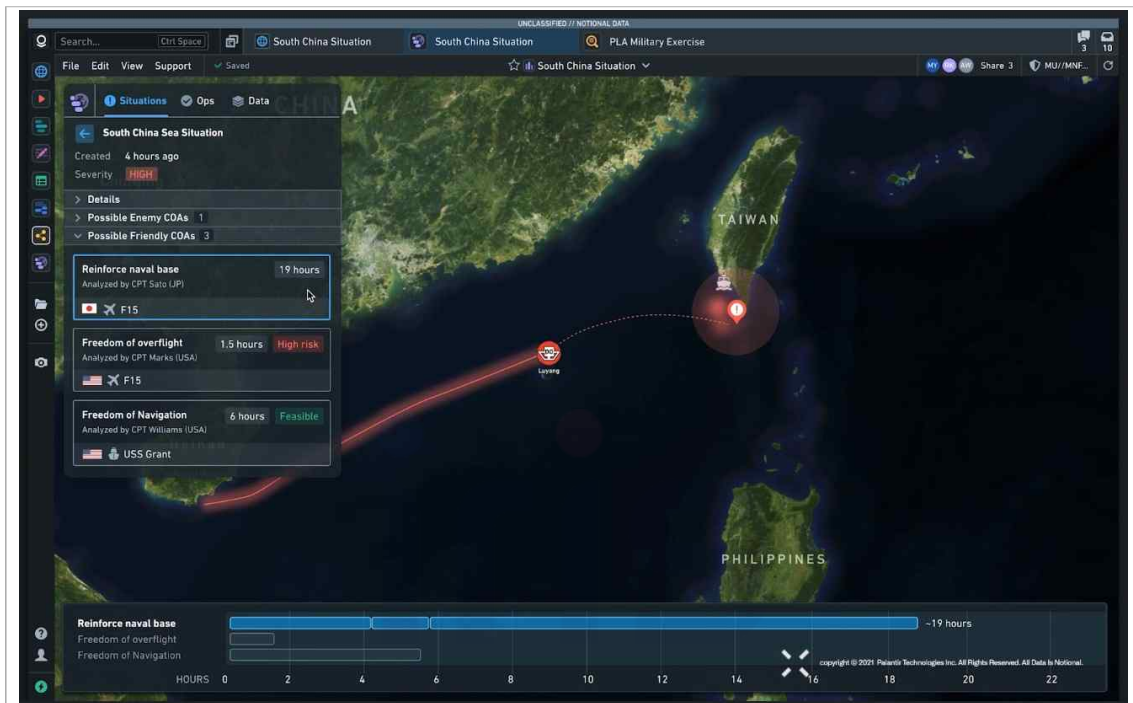 UNCLASSIFIED // NOTIONAL DATA
Search... Ctrl Space South China Situation South China Situation PLA Military Exercise 3 10
File Edit View Support Saved South China Situation MY RK AW Share 3 MU//MNF...
Situations Ops Data
CHINA
South China Sea Situation
Created 4 hours ago
Severity HIGH
Details
Possible Enemy COAs 1
Possible Friendly COAs 3
Reinforce naval base 19 hours
Analyzed by CPT Sato (JP)
F15
Freedom of overflight 1.5 hours High risk
Analyzed by CPT Marks (USA)
F15
Freedom of Navigation 6 hours Feasible
Analyzed by CPT Williams (USA)
USS Grant
TAIWAN
Luyang
PHILIPPINES
Reinforce naval base ~19 hours
Freedom of overflight
Freedom of Navigation
copyright © 2021 Palantir Technologies Inc. All Rights Reserved. All Data Is Notional.
HOURS 0 2 4 6 8 10 12 14 16 18 20 22